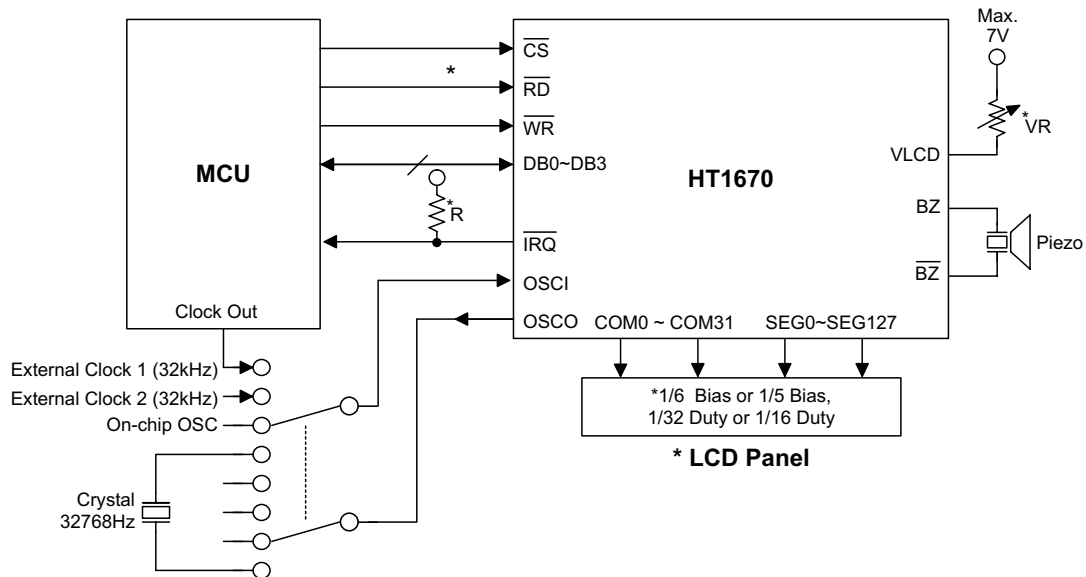 MCU
Clock Out
*
*R
CS
RD
WR
DB0~DB3
IRQ
OSCI
OSCO
HT1670
COM0 ~ COM31
SEG0~SEG127
VLCD
BZ
BZ
Max.
7V
*VR
Piezo
External Clock 1 (32kHz)
External Clock 2 (32kHz)
On-chip OSC
Crystal
32768Hz
*1/6 Bias or 1/5 Bias,
1/32 Duty or 1/16 Duty
* LCD Panel